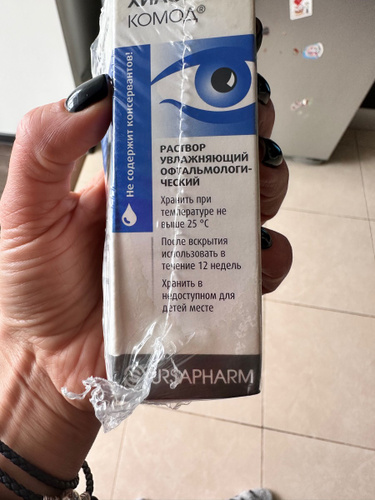 КОМОД®
Не содержит консервантов!
РАСТВОР
УВЛАЖНЯЮЩИЙ
ОФТАЛЬМОЛОГИ-
ЧЕСКИЙ
Хранить при
температуре не
выше 25 °C
После вскрытия
использовать в
течение 12 недель
Хранить в
недоступном для
детей месте
URSAPHARM